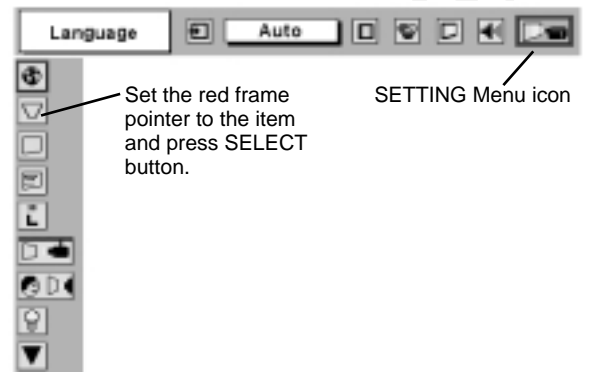 Language
Auto
Set the red frame
pointer to the item
and press SELECT
button.
SETTING Menu icon